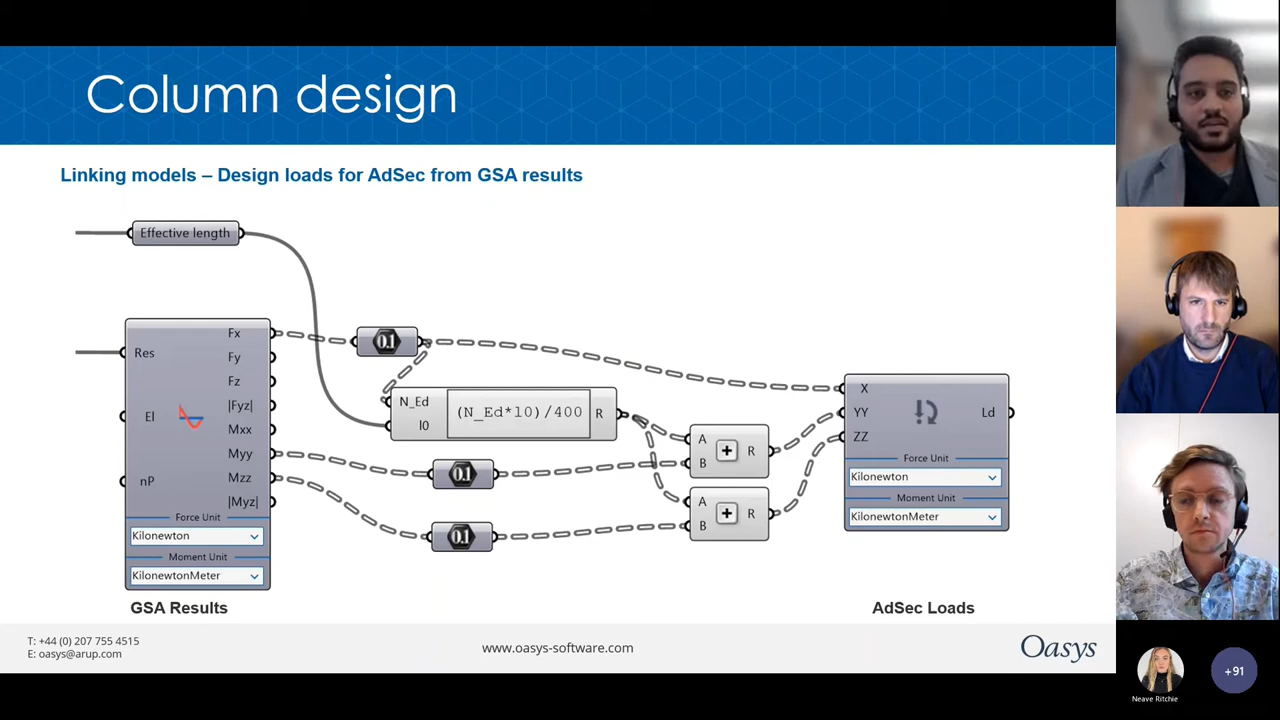 Column design
Linking models – Design loads for AdSec from GSA results
Effective length
Res
El
nP
Fx
Fy
Fz
|Fyz|
Mxx
Myy
Mzz
|Myz|
Force Unit
Kilonewton
Moment Unit
KilonewtonMeter
GSA Results
0.1
N_Ed
l0
(N_Ed*l0)/400
R
0.1
0.1
A
B
+
R
A
B
+
R
X
YY
ZZ
Ld
Force Unit
Kilonewton
Moment Unit
KilonewtonMeter
AdSec Loads
T: +44 (0) 207 755 4515
E: oasys@arup.com
www.oasys-software.com
Oasys
Neave Ritchie
+91